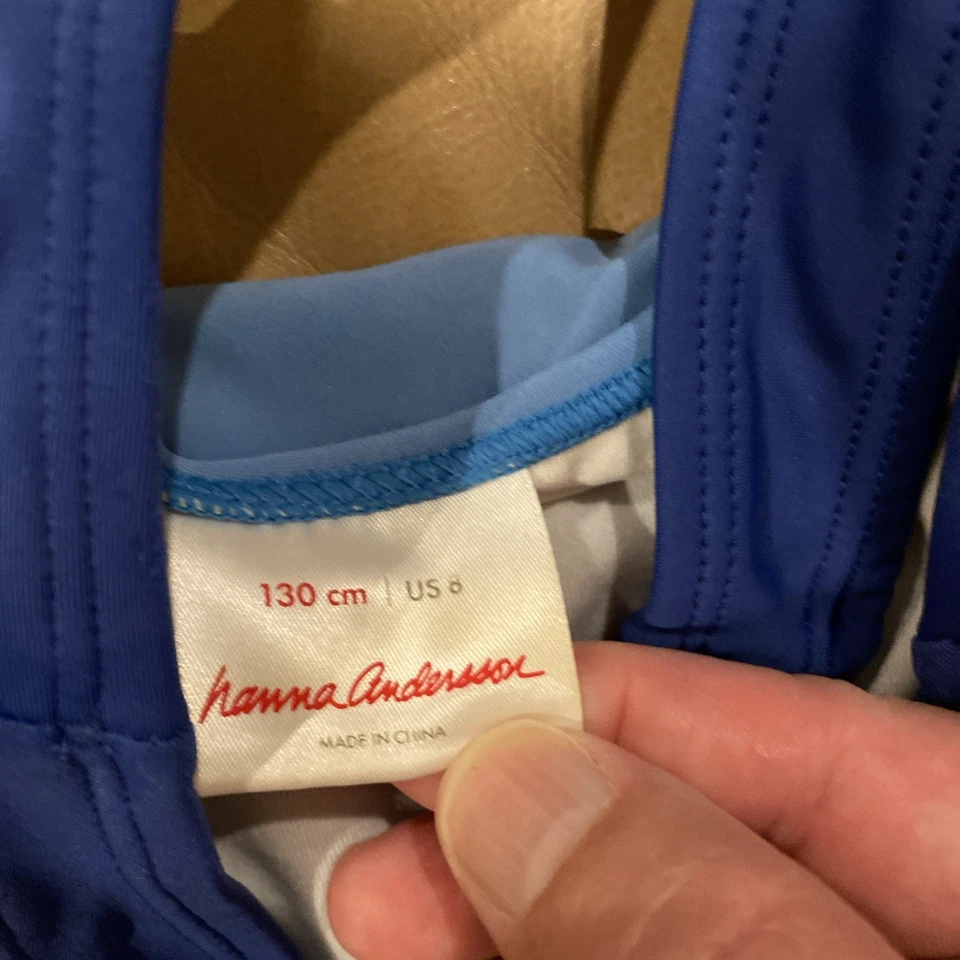 130 cm | US 8
hanna Andersson
MADE IN CHINA